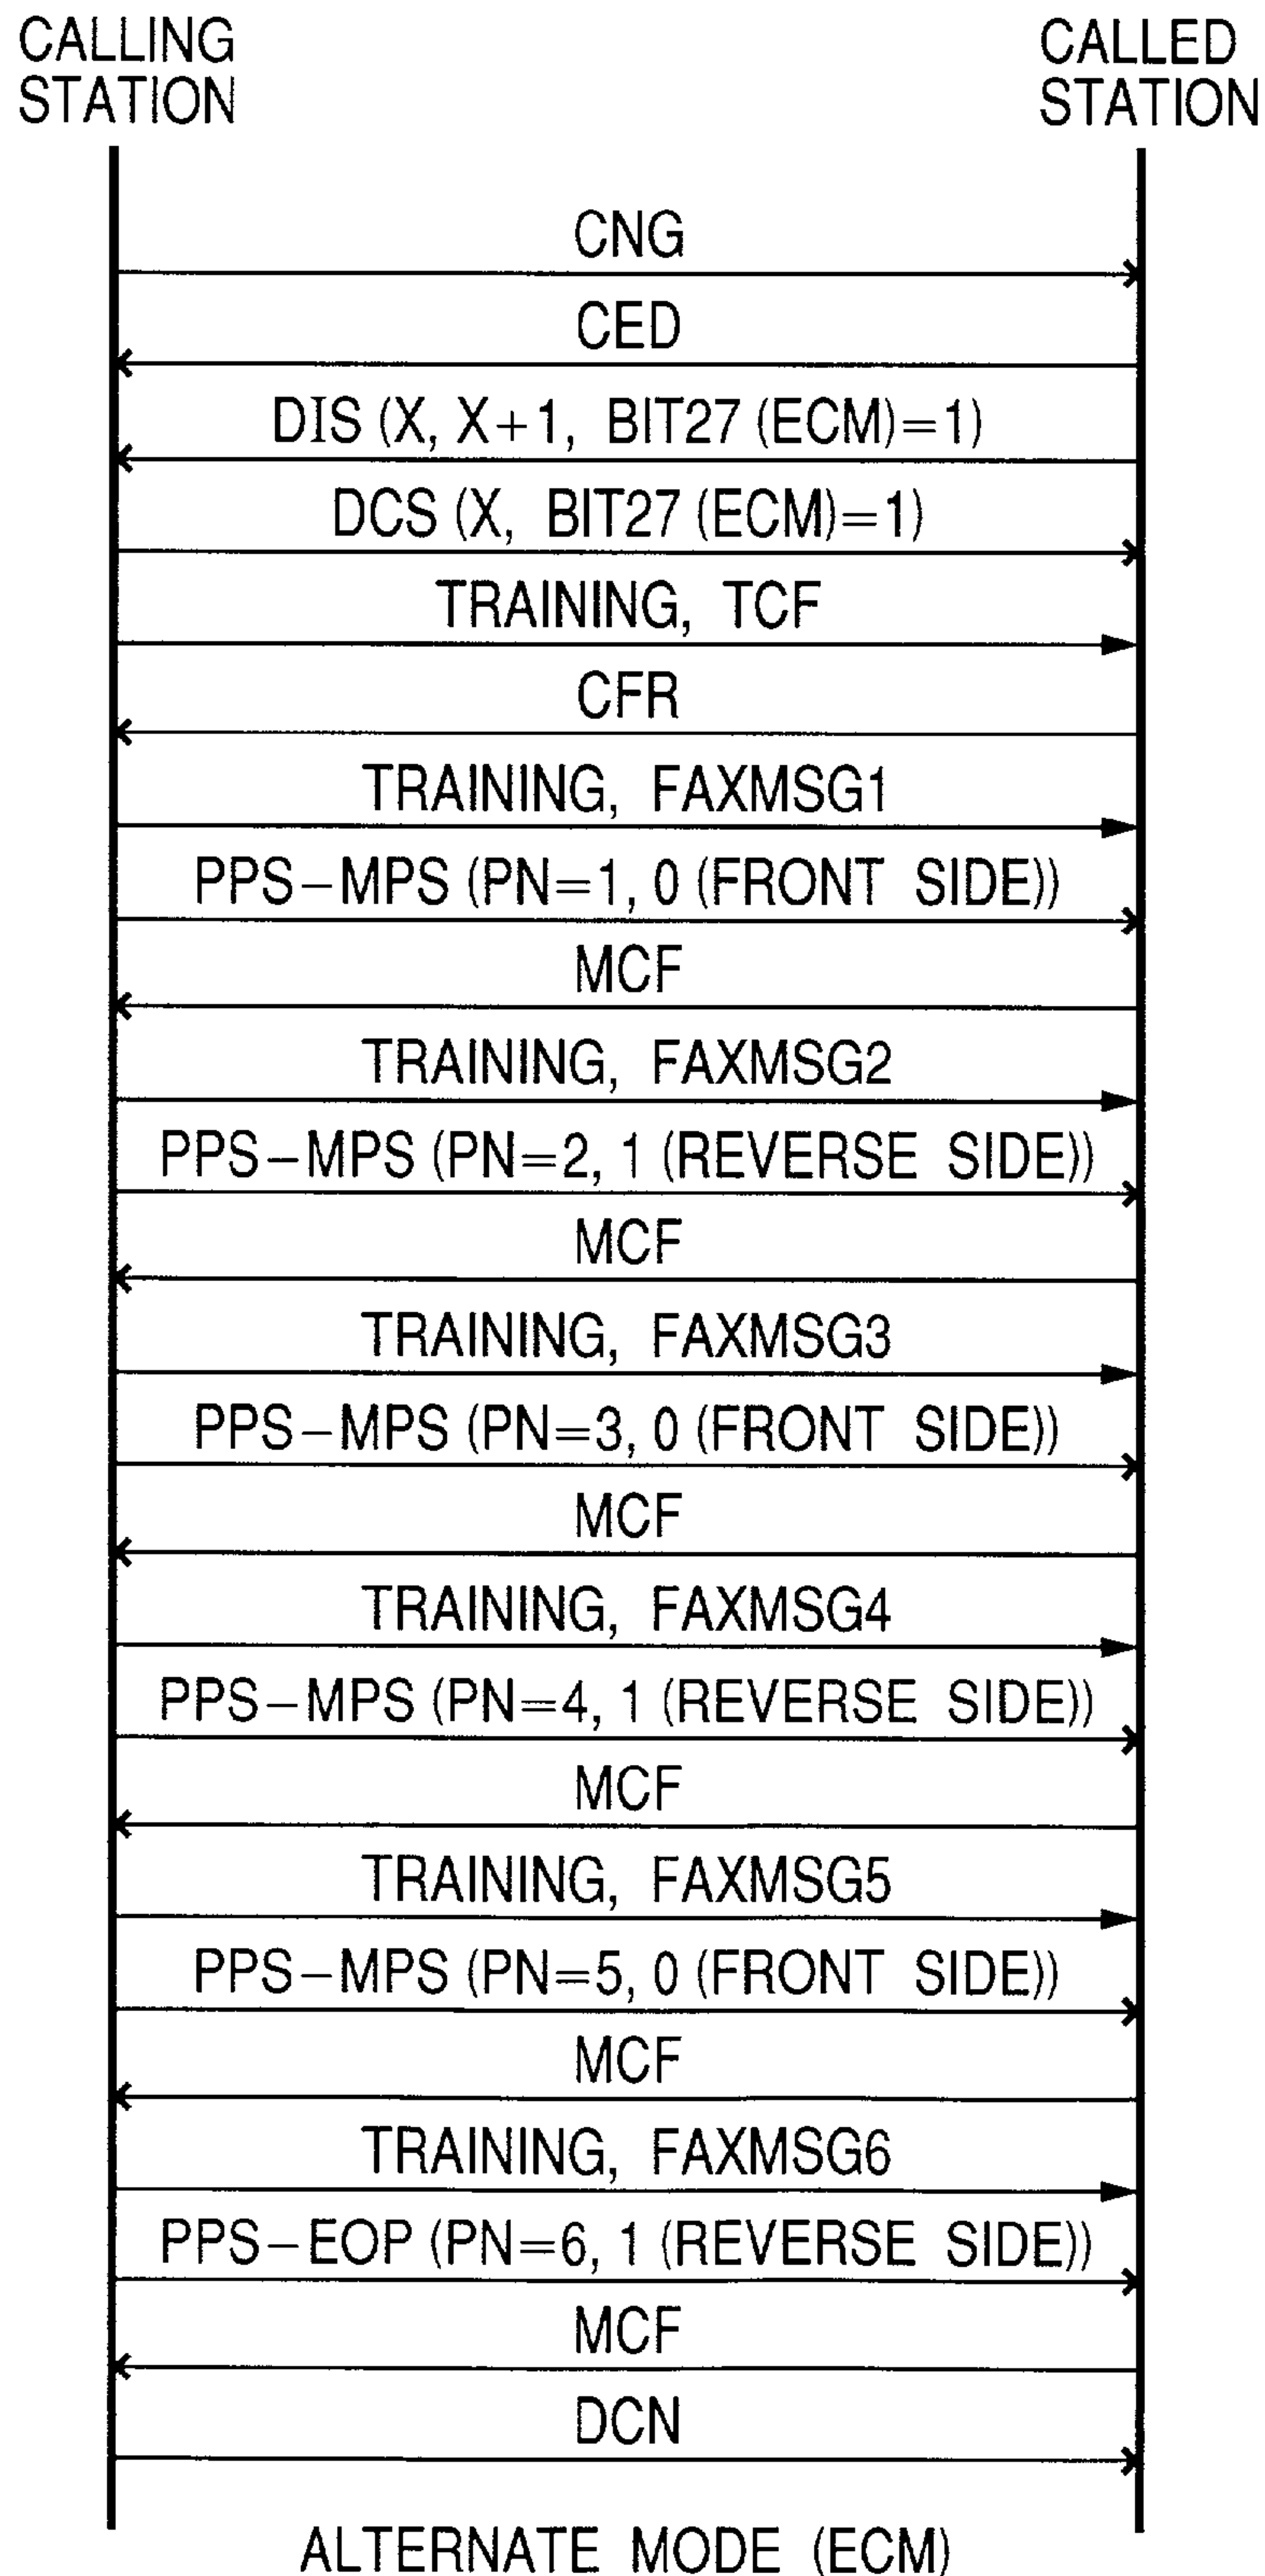 CALLING
STATION
CALLED
STATION
CNG
CED
DIS (X, X+1, BIT27 (ECM)=1)
DCS (X, BIT27 (ECM)=1)
TRAINING, TCF
CFR
TRAINING, FAXMSG1
PPS-MPS (PN=1, 0 (FRONT SIDE))
MCF
TRAINING, FAXMSG2
PPS-MPS (PN=2, 1 (REVERSE SIDE))
MCF
TRAINING, FAXMSG3
PPS-MPS (PN=3, 0 (FRONT SIDE))
MCF
TRAINING, FAXMSG4
PPS-MPS (PN=4, 1 (REVERSE SIDE))
MCF
TRAINING, FAXMSG5
PPS-MPS (PN=5, 0 (FRONT SIDE))
MCF
TRAINING, FAXMSG6
PPS-EOP (PN=6, 1 (REVERSE SIDE))
MCF
DCN
ALTERNATE MODE (ECM)